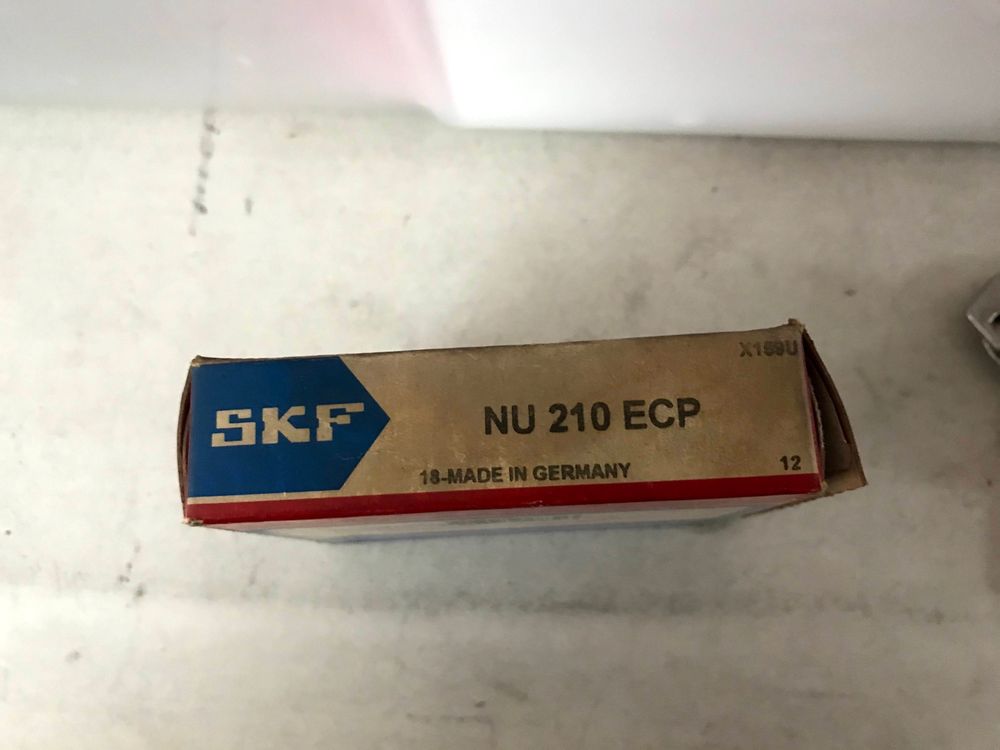 X159U
SKF
NU 210 ECP
18-MADE IN GERMANY
12